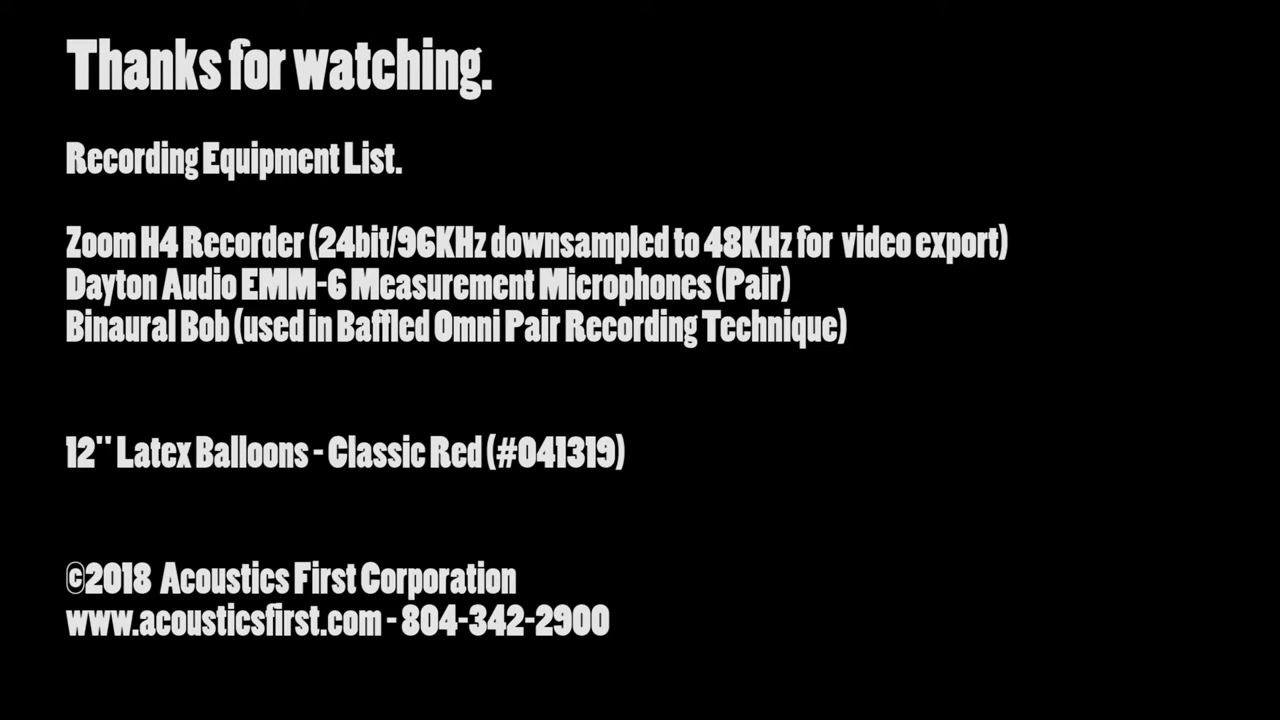 Thanks for watching.
Recording Equipment List.
Zoom H4 Recorder (24bit/96KHz downsampled to 48KHz for video export)
Dayton Audio EMM-6 Measurement Microphones (Pair)
Binaural Bob (used in Baffled Omni Pair Recording Technique)
12" Latex Balloons - Classic Red (#041319)
©2018 Acoustics First Corporation
www.acousticsfirst.com - 804-342-2900